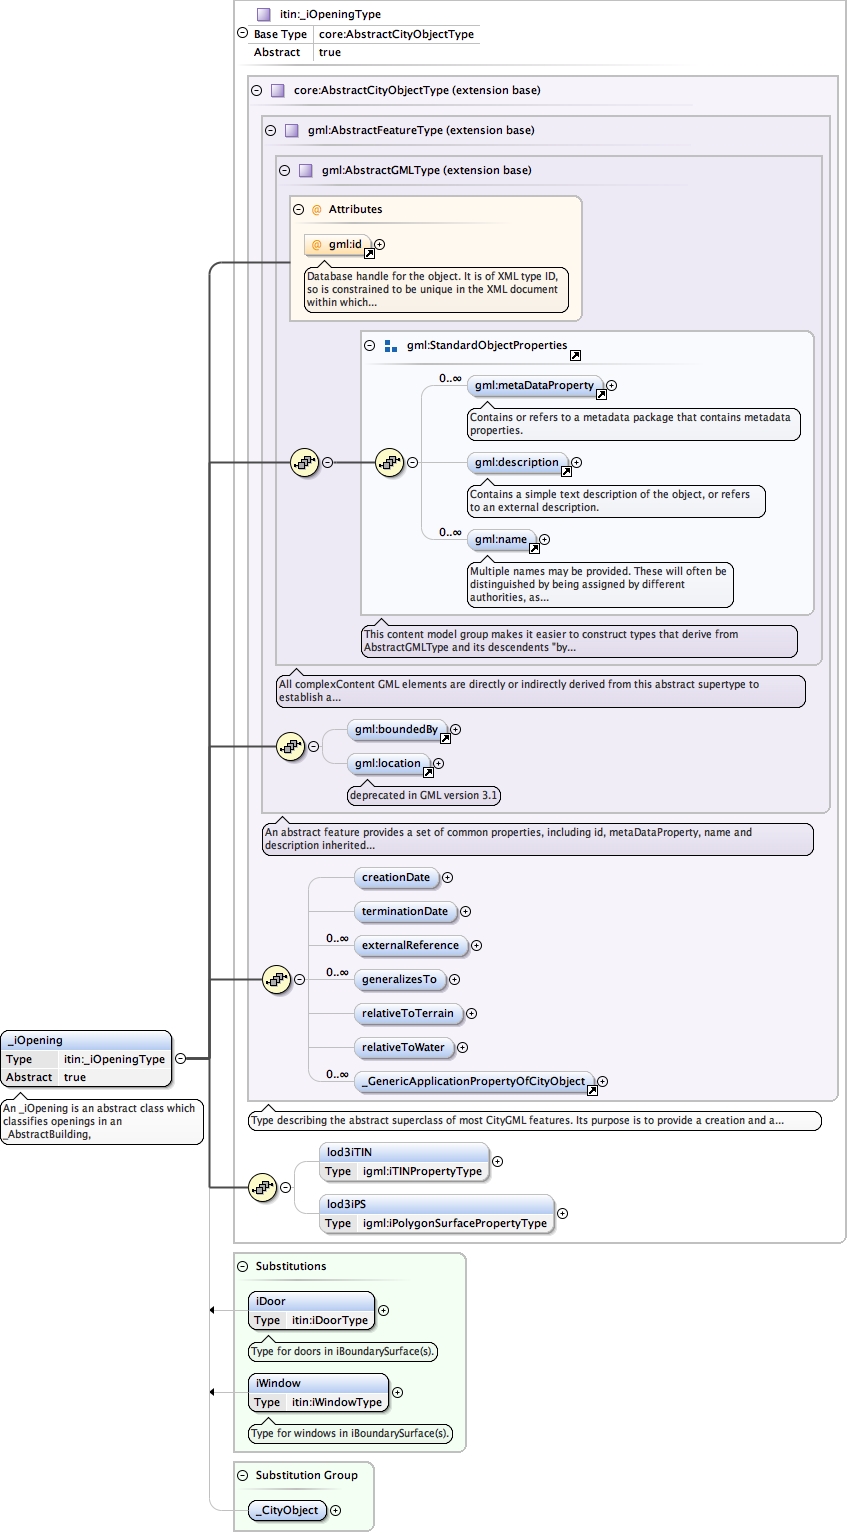 itin:_iOpeningType
Base Type core:AbstractCityObjectType
Abstract true
core:AbstractCityObjectType (extension base)
gml:AbstractFeatureType (extension base)
gml:AbstractGMLType (extension base)
@ Attributes
@ gml:id
Database handle for the object. It is of XML type ID,
so is constrained to be unique in the XML document
within which...
gml:StandardObjectProperties
0..∞
gml:metaDataProperty
Contains or refers to a metadata package that contains metadata
properties.
gml:description
Contains a simple text description of the object, or refers
to an external description.
0..∞
gml:name
Multiple names may be provided. These will often be
distinguished by being assigned by different
authorities, as...
This content model group makes it easier to construct types that derive from
AbstractGMLType and its descendents "by...
All complexContent GML elements are directly or indirectly derived from this abstract supertype to
establish a...
gml:boundedBy
gml:location
deprecated in GML version 3.1
An abstract feature provides a set of common properties, including id, metaDataProperty, name and
description inherited...
creationDate
terminationDate
0..∞
externalReference
0..∞
generalizesTo
relativeToTerrain
relativeToWater
0..∞
_GenericApplicationPropertyOfCityObject
Type describing the abstract superclass of most CityGML features. Its purpose is to provide a creation and a...
_iOpening
Type itin:_iOpeningType
Abstract true
An _iOpening is an abstract class which
classifies openings in an
_AbstractBuilding,
lod3iTIN
Type igml:iTINPropertyType
lod3iPS
Type igml:iPolygonSurfacePropertyType
Substitutions
iDoor
Type itin:iDoorType
Type for doors in iBoundarySurface(s).
iWindow
Type itin:iWindowType
Type for windows in iBoundarySurface(s).
Substitution Group
_CityObject